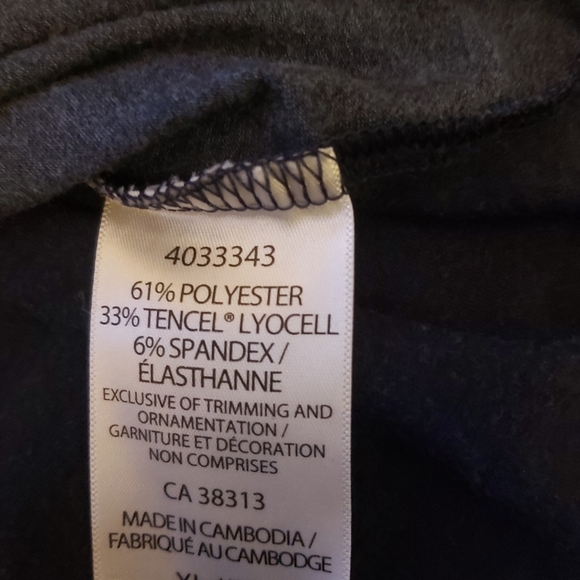 4033343
61% POLYESTER
33% TENCEL® LYOCELL
6% SPANDEX /
ÉLASTHANNE
EXCLUSIVE OF TRIMMING AND
ORNAMENTATION /
GARNITURE ET DÉCORATION
NON COMPRISES
CA 38313
MADE IN CAMBODIA /
FABRIQUÉ AU CAMBODGE